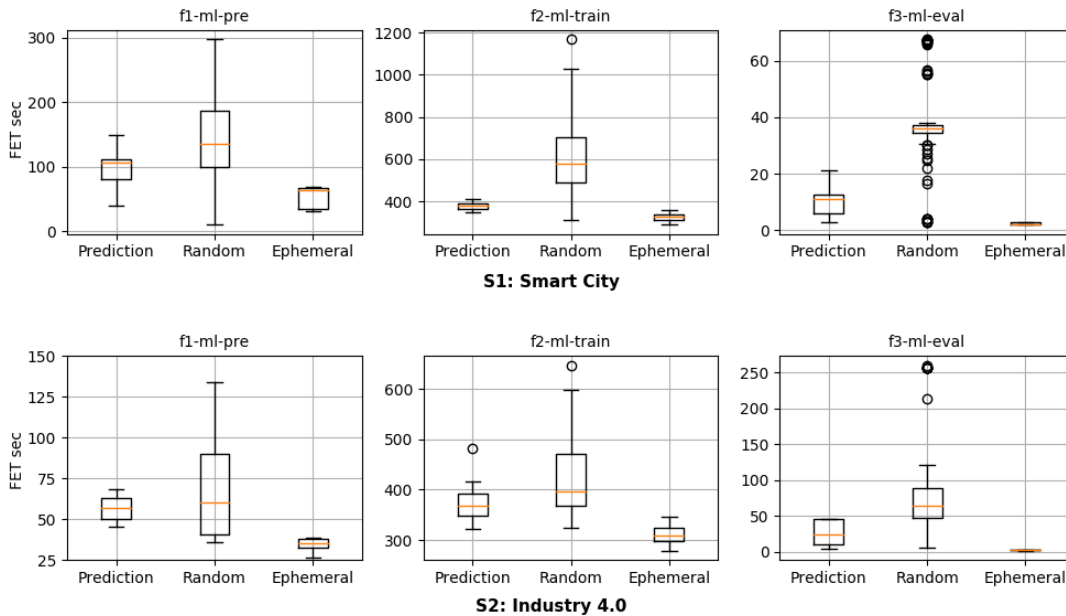 f1-ml-pre
f2-ml-train
f3-ml-eval
FET sec
300
200
100
0
1200
1000
800
600
400
60
40
20
0
Prediction Random Ephemeral
Prediction Random Ephemeral
Prediction Random Ephemeral
S1: Smart City
f1-ml-pre
f2-ml-train
f3-ml-eval
FET sec
150
125
100
75
50
25
600
500
400
300
250
200
150
100
50
0
Prediction Random Ephemeral
Prediction Random Ephemeral
Prediction Random Ephemeral
S2: Industry 4.0